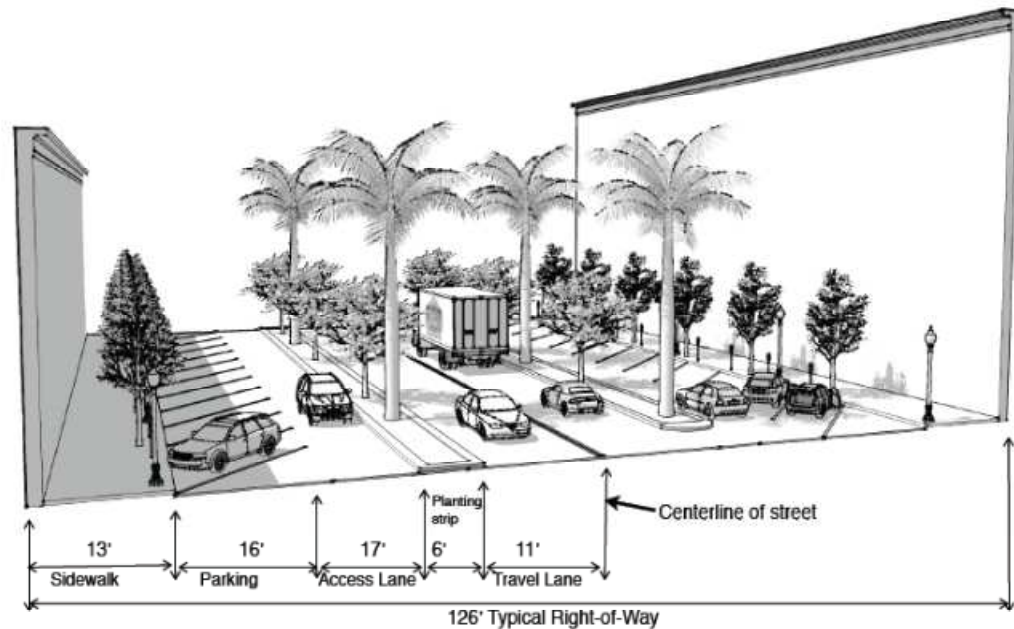 Planting
strip
Centerline of street
13' 16' 17' 6' 11'
Sidewalk Parking Access Lane Travel Lane
126' Typical Right-of-Way